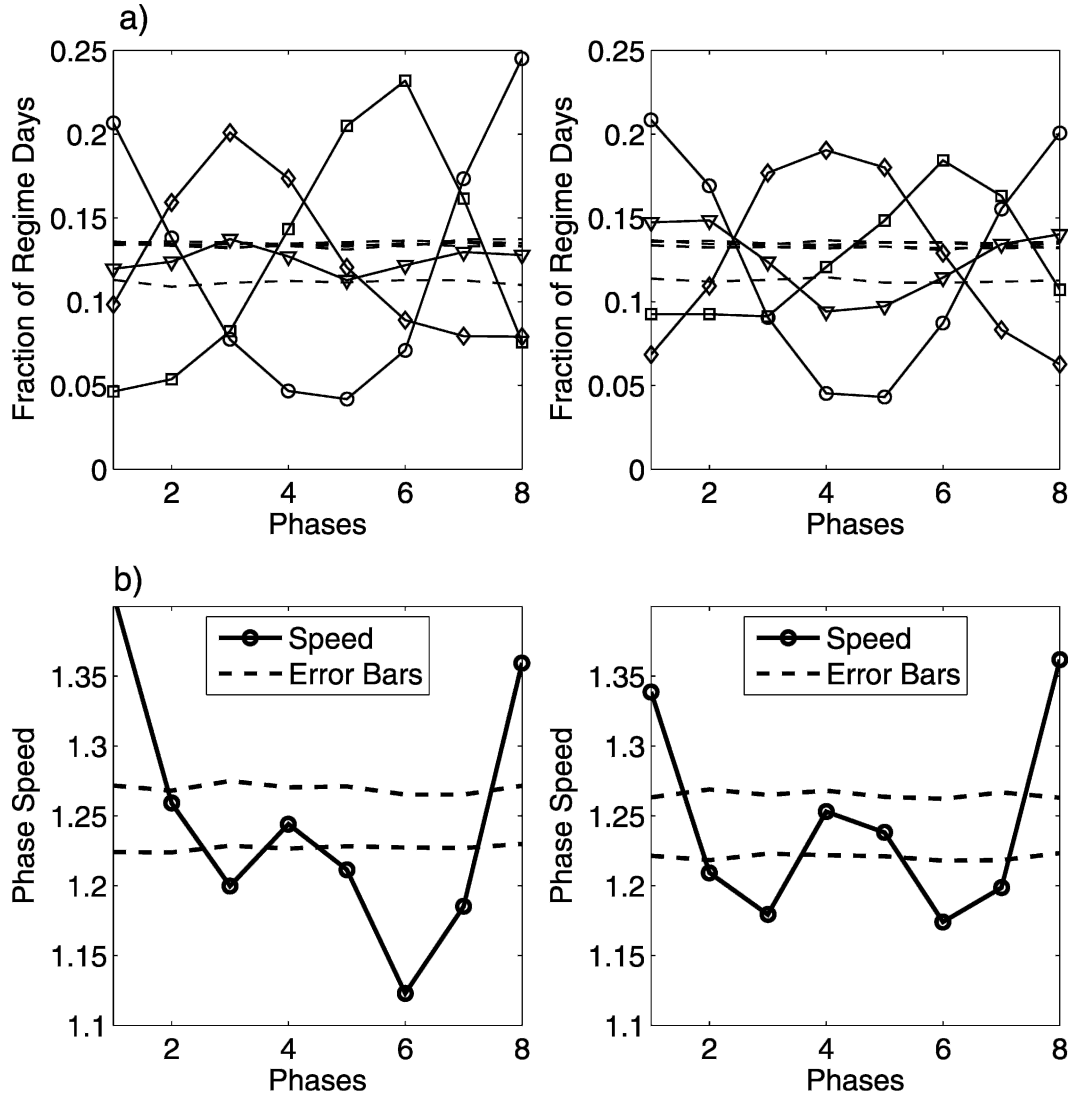 a)
0.25
0.2
0.15
0.1
0.05
0
Fraction of Regime Days
2
4
6
8
Phases
0.25
0.2
0.15
0.1
0.05
0
Fraction of Regime Days
2
4
6
8
Phases
b)
1.35
1.3
1.25
1.2
1.15
1.1
Phase Speed
Speed
Error Bars
2
4
6
8
Phases
1.35
1.3
1.25
1.2
1.15
1.1
Phase Speed
Speed
Error Bars
2
4
6
8
Phases